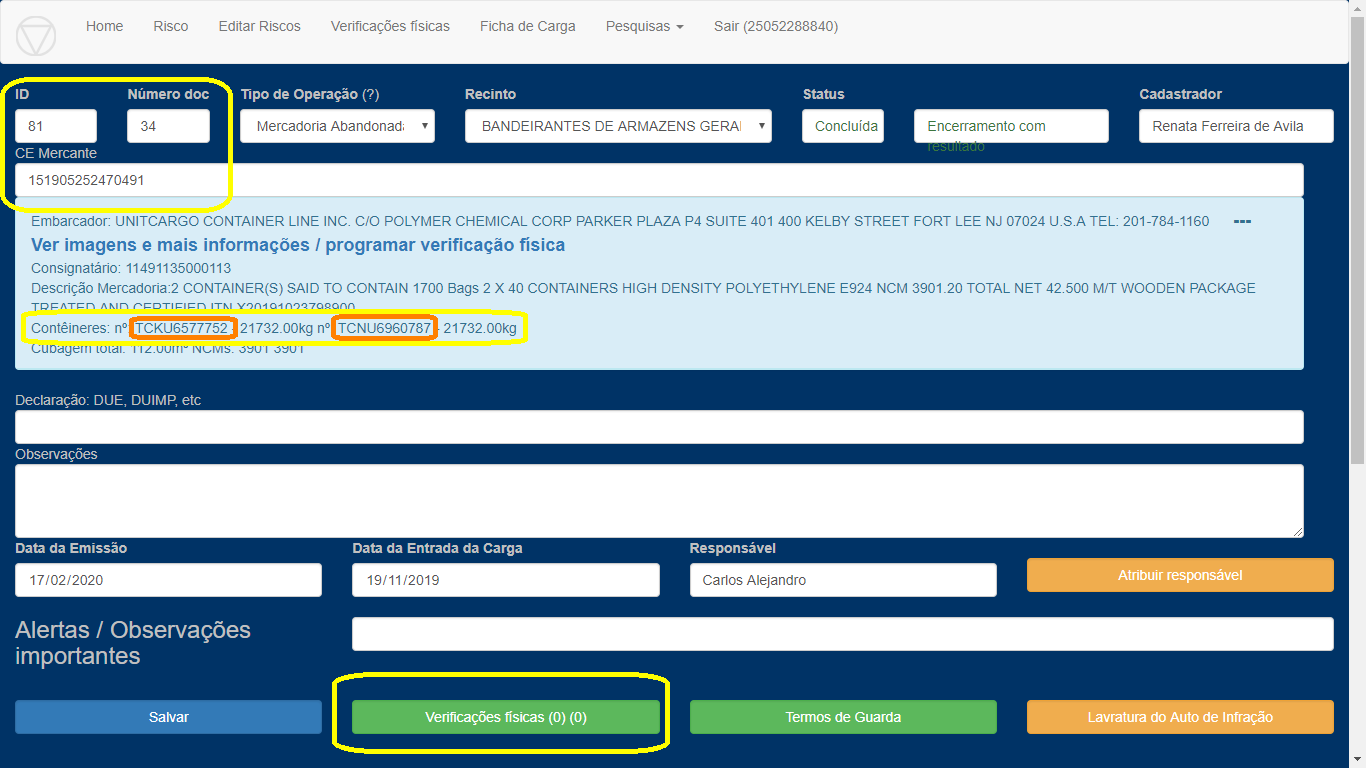 Home Risco Editar Riscos Verificações físicas Ficha de Carga Pesquisas Sair (25052288840)
ID Número doc Tipo de Operação (?) Recinto Status Cadastrador
81 34 Mercadoria Abandonada BANDEIRANTES DE ARMAZENS GERAI Concluída Encerramento com resultado Renata Ferreira de Avila
CE Mercante
151905252470491
Embarcador: UNITCARGO CONTAINER LINE INC. C/O POLYMER CHEMICAL CORP PARKER PLAZA P4 SUITE 401 400 KELBY STREET FORT LEE NJ 07024 U.S.A TEL: 201-784-1160 ---
Ver imagens e mais informações / programar verificação física
Consignatário: 11491135000113
Descrição Mercadoria:2 CONTAINER(S) SAID TO CONTAIN 1700 Bags 2 X 40 CONTAINERS HIGH DENSITY POLYETHYLENE E924 NCM 3901.20 TOTAL NET 42.500 M/T WOODEN PACKAGE
TREATED AND CERTIFIED ITN X20191023798900
Contêineres: nº TCKU6577752 - 21732.00kg nº TCNU6960787 - 21732.00kg
Cubagem total: 112.00m³ NCMs: 3901 3901
Declaração: DUE, DUIMP, etc
Observações
Data da Emissão Data da Entrada da Carga Responsável
17/02/2020 19/11/2019 Carlos Alejandro Atribuir responsável
Alertas / Observações
importantes
Salvar Verificações físicas (0) (0) Termos de Guarda Lavratura do Auto de Infração